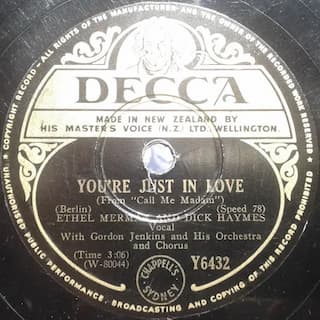 COPYRIGHT RECORD—ALL RIGHTS OF THE MANUFACTURER AND OF THE OWNER OF THE RECORDED WORK RESERVED. UNAUTHORISED PUBLIC PERFORMANCE, BROADCASTING AND COPYING OF THIS RECORD PROHIBITED
DECCA
MADE IN NEW ZEALAND BY
HIS MASTER'S VOICE (N.Z.) LTD. WELLINGTON.
YOU'RE JUST IN LOVE
(From "Call Me Madam")
(Berlin) (Speed 78)
ETHEL MERMAN AND DICK HAYMES
Vocal
With Gordon Jenkins and His Orchestra
and Chorus
(Time 3:06)
(W-80044)
Y6432
CHAPPELL'S
SYDNEY